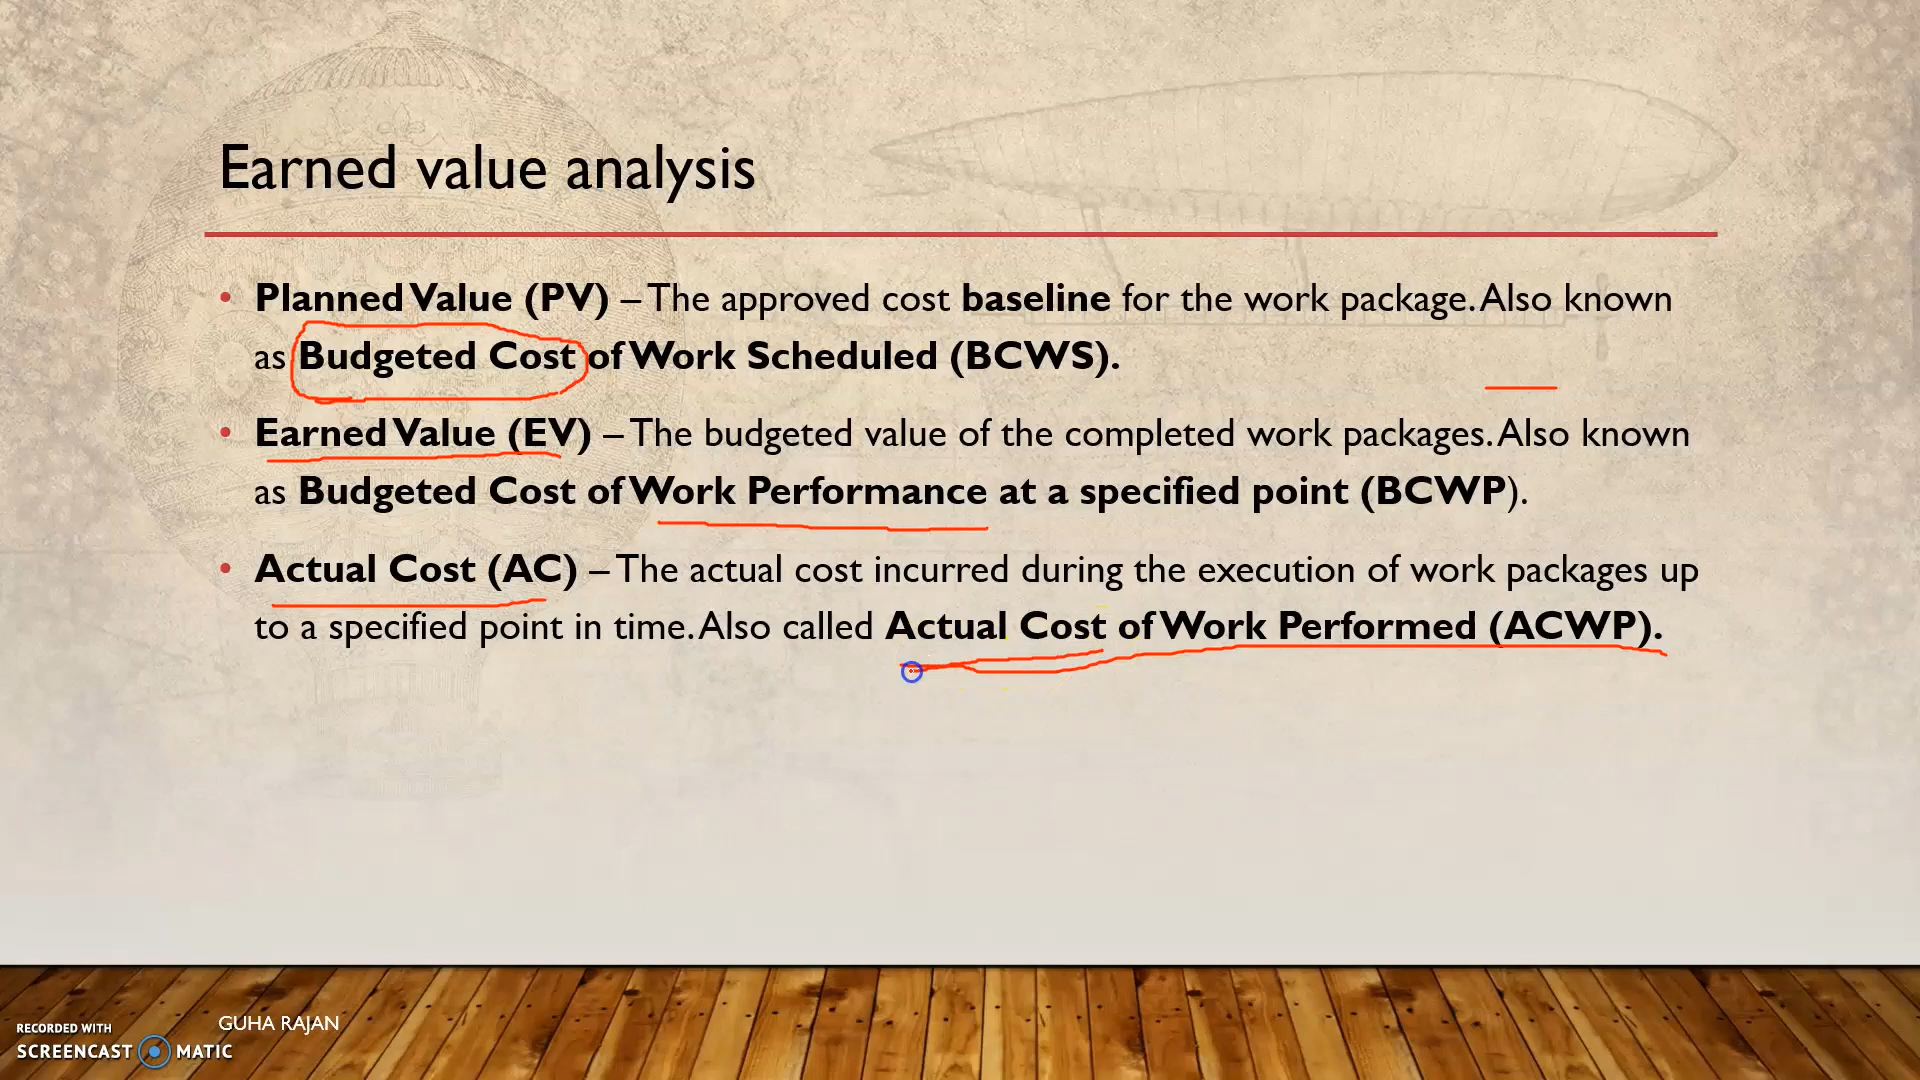 Earned value analysis
• Planned Value (PV) – The approved cost baseline for the work package. Also known
as Budgeted Cost of Work Scheduled (BCWS).
• Earned Value (EV) – The budgeted value of the completed work packages. Also known
as Budgeted Cost of Work Performance at a specified point (BCWP).
• Actual Cost (AC) – The actual cost incurred during the execution of work packages up
to a specified point in time. Also called Actual Cost of Work Performed (ACWP).
GUHA RAJAN
RECORDED WITH
SCREENCAST MATIC